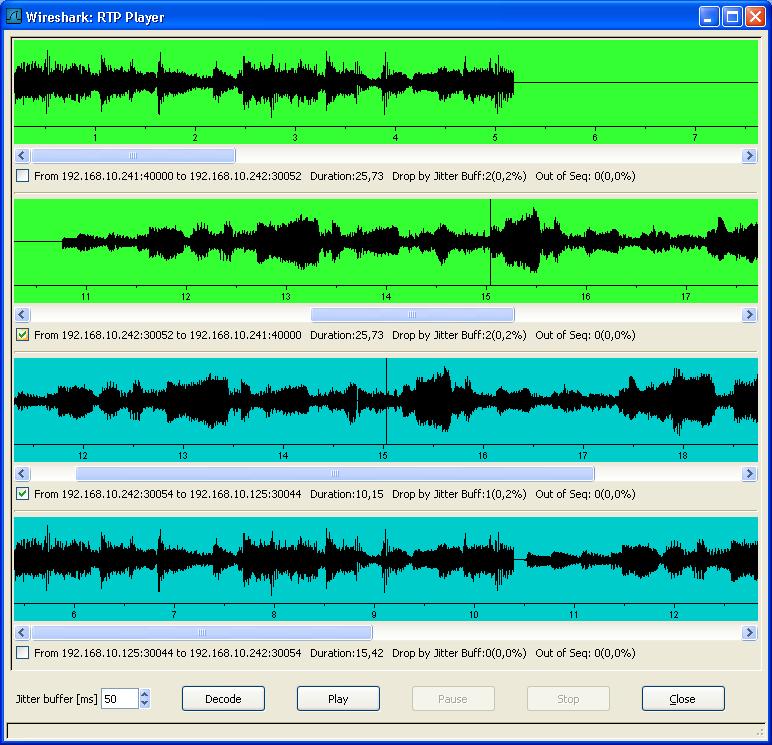 Wireshark: RTP Player
1 2 3 4 5 6 7
From 192.168.10.241:40000 to 192.168.10.242:30052 Duration:25,73 Drop by Jitter Buff:2(0,2%) Out of Seq: 0(0,0%)
11 12 13 14 15 16 17
From 192.168.10.242:30052 to 192.168.10.241:40000 Duration:25,73 Drop by Jitter Buff:2(0,2%) Out of Seq: 0(0,0%)
12 13 14 15 16 17 18
From 192.168.10.242:30054 to 192.168.10.125:30044 Duration:10,15 Drop by Jitter Buff:1(0,2%) Out of Seq: 0(0,0%)
6 7 8 9 10 11 12
From 192.168.10.125:30044 to 192.168.10.242:30054 Duration:15,42 Drop by Jitter Buff:0(0,0%) Out of Seq: 0(0,0%)
Jitter buffer [ms] 50 Decode Play Pause Stop Close